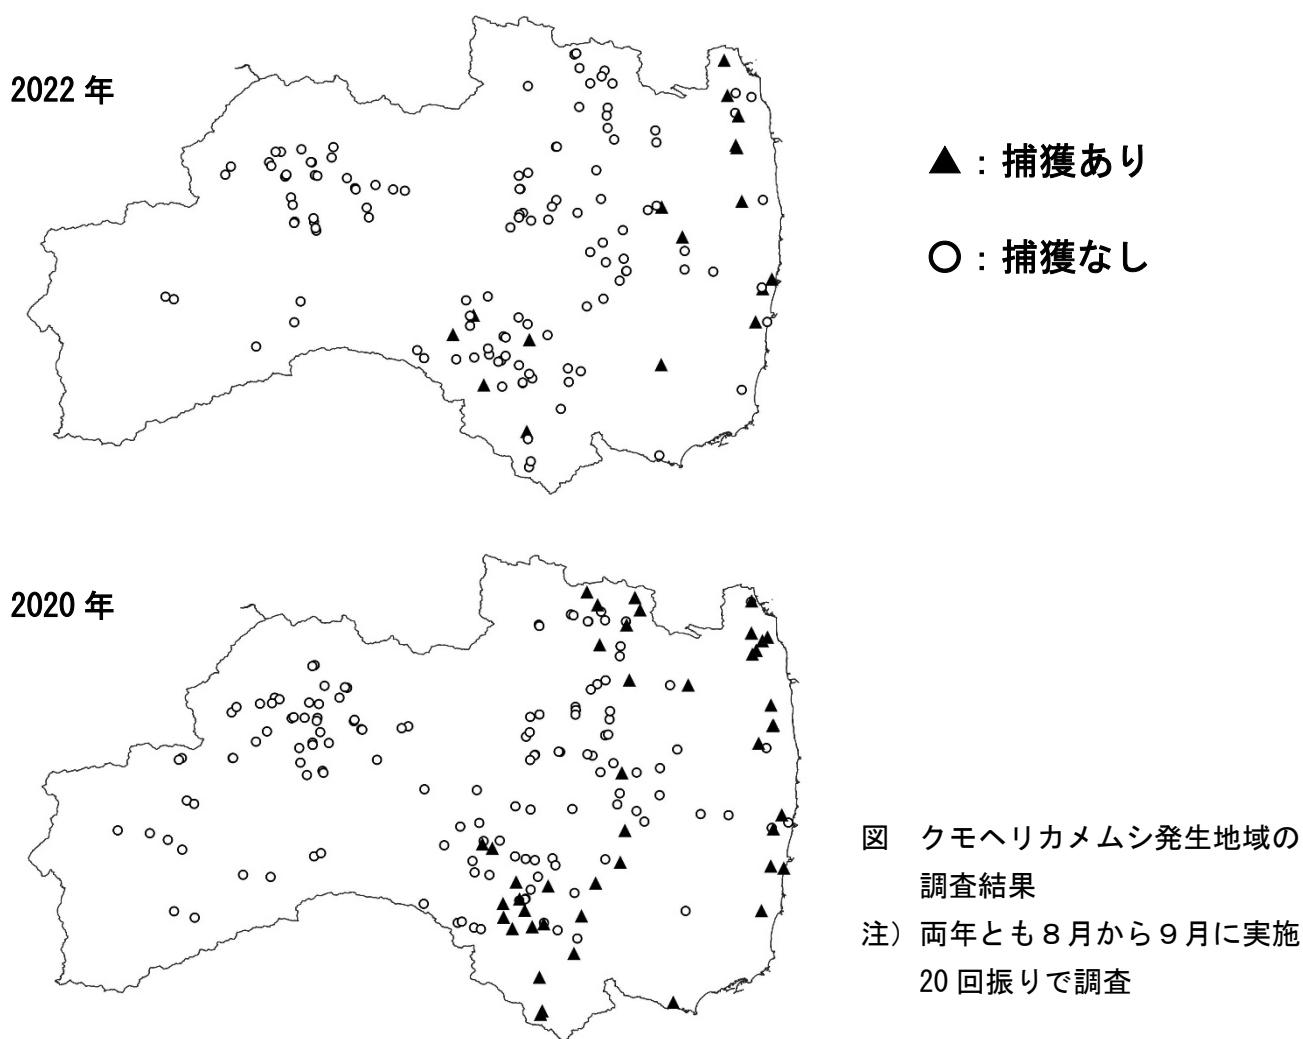 2022 年
▲：捕獲あり
○：捕獲なし
2020 年
図　クモヘリカメムシ発生地域の
調査結果
注）両年とも８月から９月に実施
20 回振りで調査